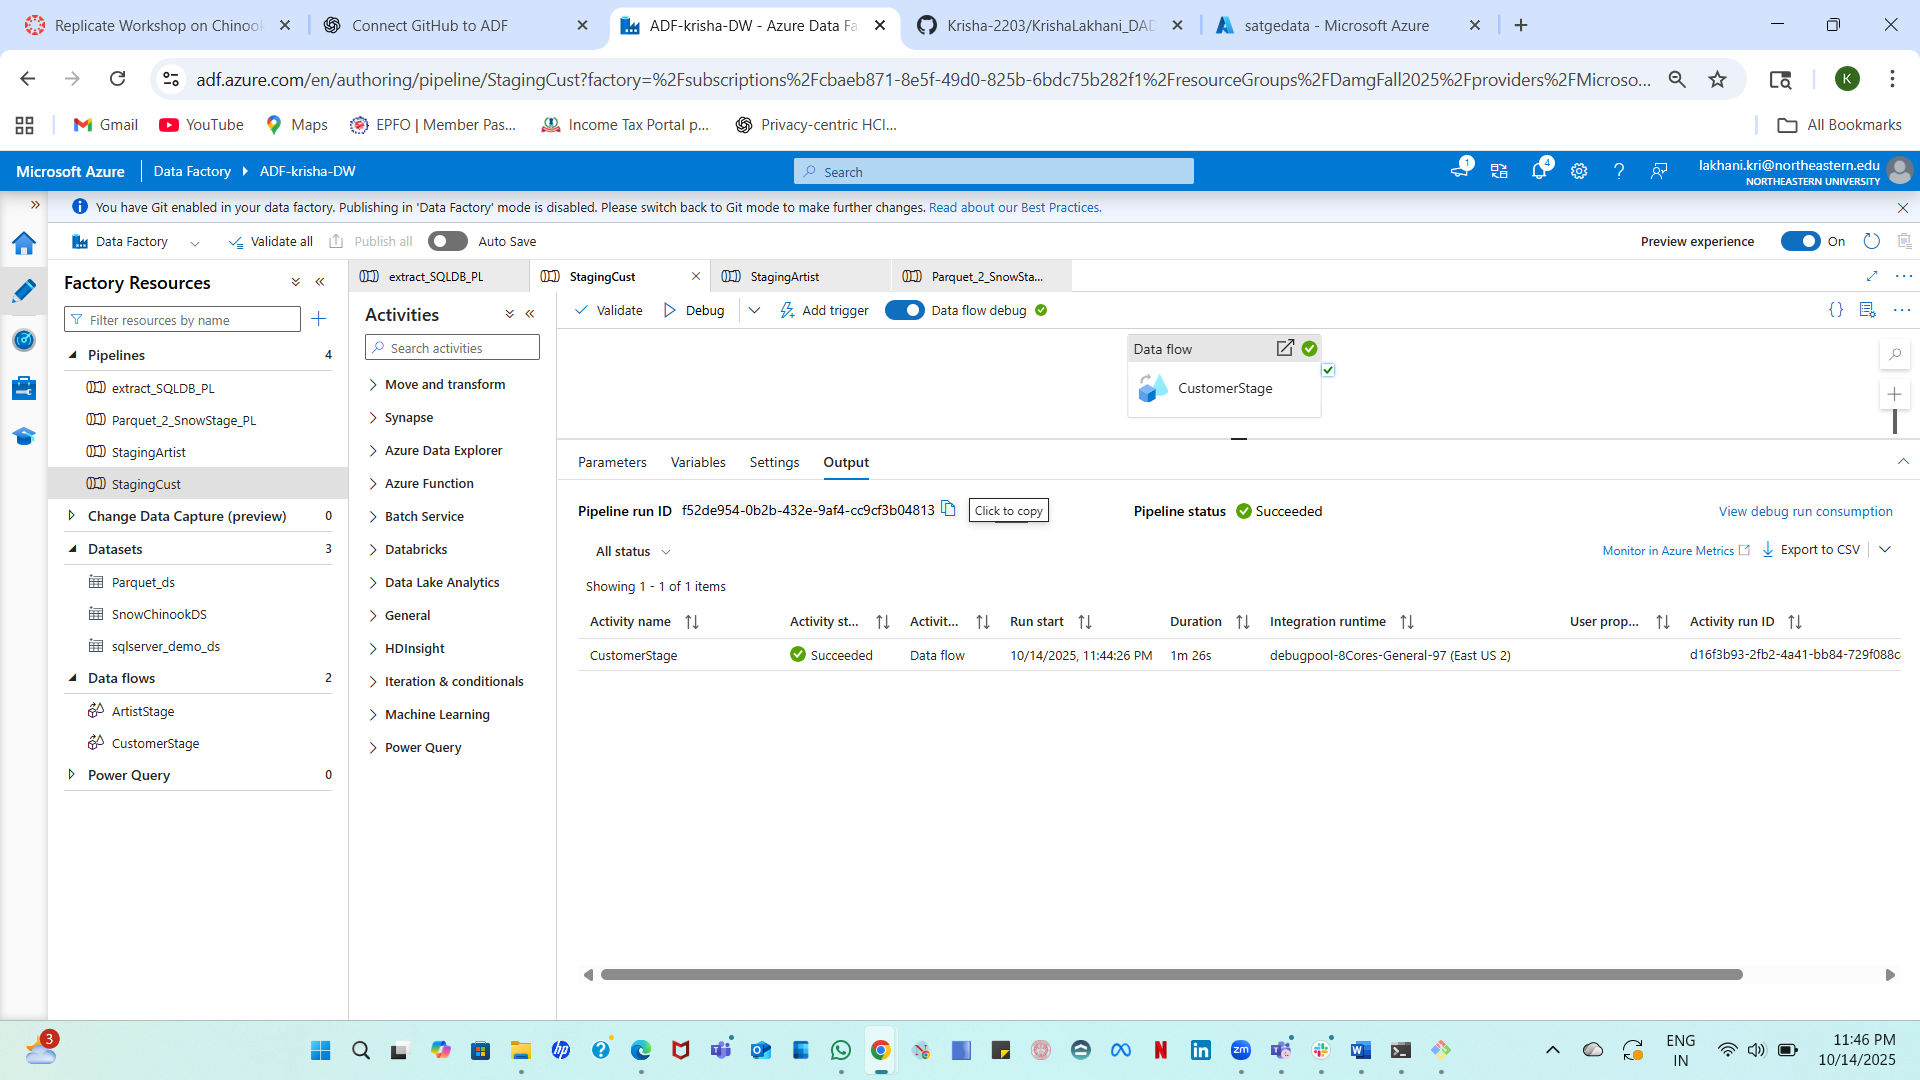 Replicate Workshop on Chinook
Connect GitHub to ADF
ADF-krisha-DW - Azure Data Fa
Krisha-2203/KrishaLakhani_DAD
satgedata - Microsoft Azure
adf.azure.com/en/authoring/pipeline/StagingCust?factory=%2Fsubscriptions%2Fcbaeb871-8e5f-49d0-825b-6bdc75b282f1%2FresourceGroups%2FDamgFall2025%2Fproviders%2FMicroso...
K
Gmail
YouTube
Maps
EPFO | Member Pas...
Income Tax Portal p...
Privacy-centric HCI...
All Bookmarks
Microsoft Azure
Data Factory
ADF-krisha-DW
Search
1
4
lakhani.kri@northeastern.edu
NORTHEASTERN UNIVERSITY
You have Git enabled in your data factory. Publishing in 'Data Factory' mode is disabled. Please switch back to Git mode to make further changes. Read about our Best Practices.
Data Factory
Validate all
Publish all
Auto Save
Preview experience
On
Factory Resources
Filter resources by name
Pipelines 4
extract_SQLDB_PL
Parquet_2_SnowStage_PL
StagingArtist
StagingCust
Change Data Capture (preview) 0
Datasets 3
Parquet_ds
SnowChinookDS
sqlserver_demo_ds
Data flows 2
ArtistStage
CustomerStage
Power Query 0
extract_SQLDB_PL
StagingCust
StagingArtist
Parquet_2_SnowSta...
Activities
Search activities
Move and transform
Synapse
Azure Data Explorer
Azure Function
Batch Service
Databricks
Data Lake Analytics
General
HDInsight
Iteration & conditionals
Machine Learning
Power Query
Validate
Debug
Add trigger
Data flow debug
Data flow
CustomerStage
Parameters
Variables
Settings
Output
Pipeline run ID f52de954-0b2b-432e-9af4-cc9cf3b04813
Click to copy
Pipeline status Succeeded
View debug run consumption
All status
Monitor in Azure Metrics
Export to CSV
Showing 1 - 1 of 1 items
Activity name Activity st... Activit... Run start Duration Integration runtime User prop... Activity run ID
CustomerStage Succeeded Data flow 10/14/2025, 11:44:26 PM 1m 26s debugpool-8Cores-General-97 (East US 2) d16f3b93-2fb2-4a41-bb84-729f088c
3
ENG
IN
11:46 PM
10/14/2025